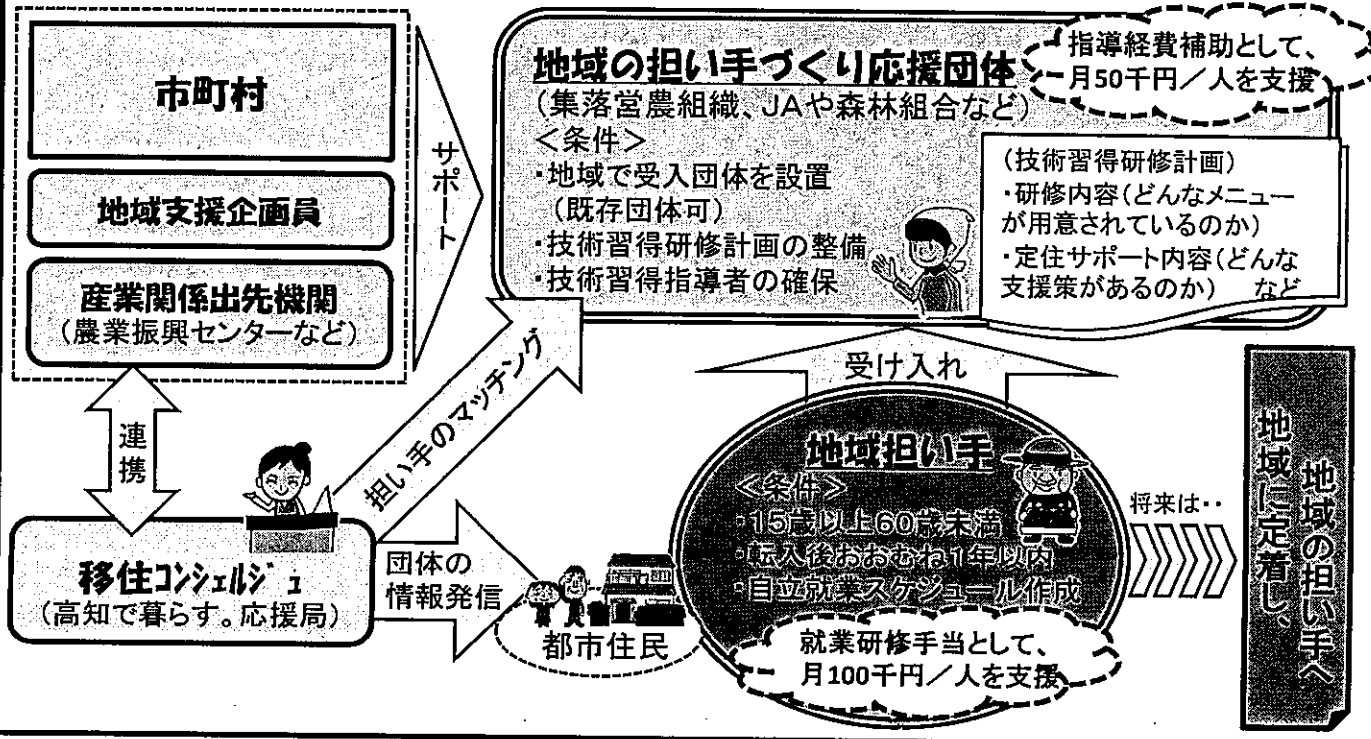 市町村
地域支援企画員
産業関係出先機関
(農業振興センターなど)
サポート
連携
移住コンシェルジュ
(高知で暮らす。応援局)
担い手のマッチング
団体の
情報発信
都市住民
地域の担い手づくり応援団体
(集落営農組織、JAや森林組合など)
<条件>
・地域で受入団体を設置
(既存団体可)
・技術習得研修計画の整備
・技術習得指導者の確保
指導経費補助として、
月50千円/人を支援
(技術習得研修計画)
・研修内容(どんなメニュー
が用意されているのか)
・定住サポート内容(どんな
支援策があるのか) など
受け入れ
地域担い手
<条件>
・15歳以上60歳未満
・転入後おおむね1年以内
・自立就業スケジュール作成
就業研修手当として、
月100千円/人を支援
将来は・・
地域に定着し、
地域の担い手へ